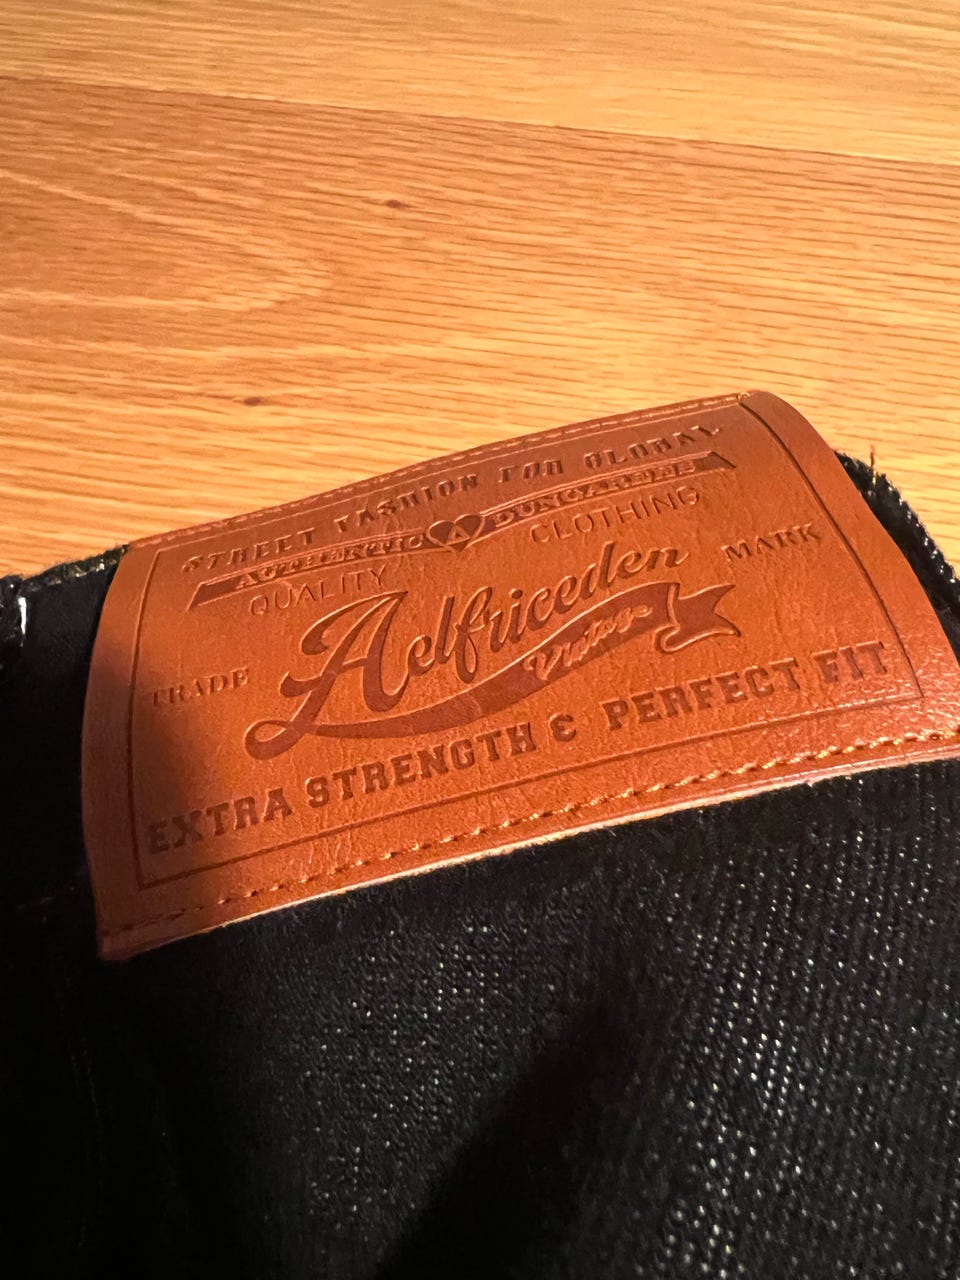 STREET FASHION FOR GLOBAL
AUTHENTIC A DUNGAREES
QUALITY CLOTHING
TRADE MARK
Aelfriceden
Vintage
EXTRA STRENGTH & PERFECT FIT